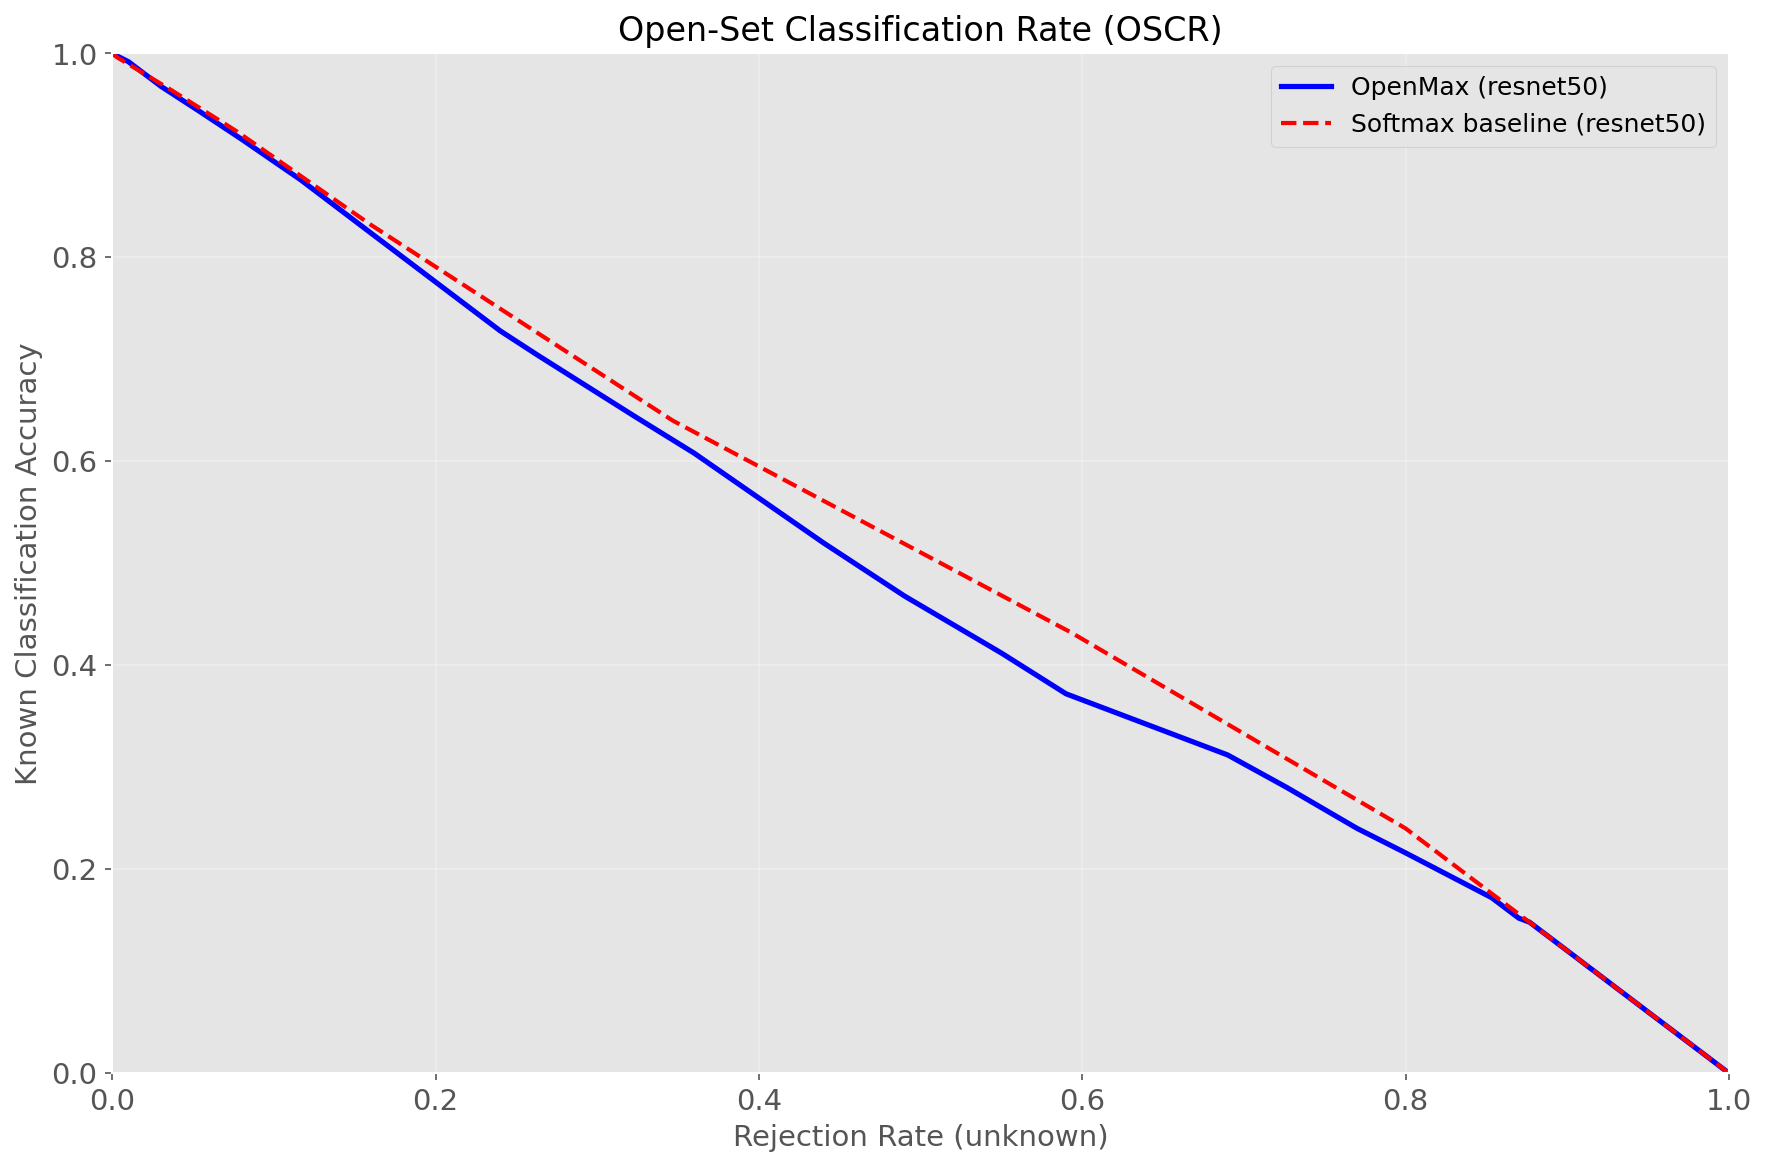 Open-Set Classification Rate (OSCR)
OpenMax (resnet50)
Softmax baseline (resnet50)
Known Classification Accuracy
1.0
0.8
0.6
0.4
0.2
0.0
0.0 0.2 0.4 0.6 0.8 1.0
Rejection Rate (unknown)